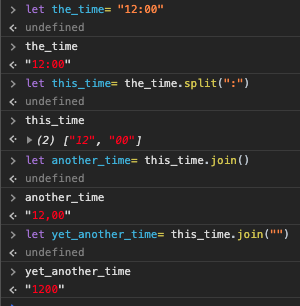 > let the_time= "12:00"
<· undefined
> the_time
<· "12:00"
> let this_time= the_time.split(":")
<· undefined
> this_time
<· ▶ (2) ["12", "00"]
> let another_time= this_time.join()
<· undefined
> another_time
<· "12,00"
> let yet_another_time= this_time.join("")
<· undefined
> yet_another_time
<· "1200"